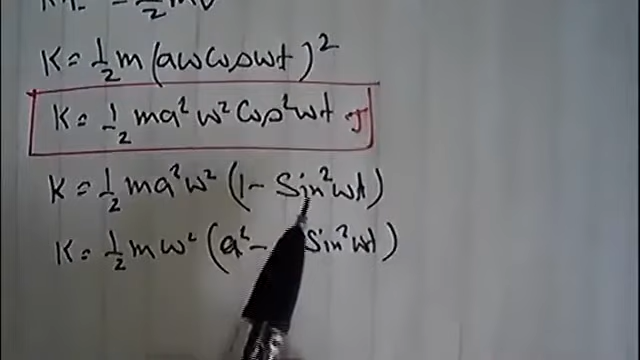 K = 1/2 m (aω Cos ωt)²
K = 1/2 ma² ω² Cos² ωt J
K = 1/2 ma² ω² (1 - Sin² ωt)
K = 1/2 m ω² (a² - Sin² ωt)